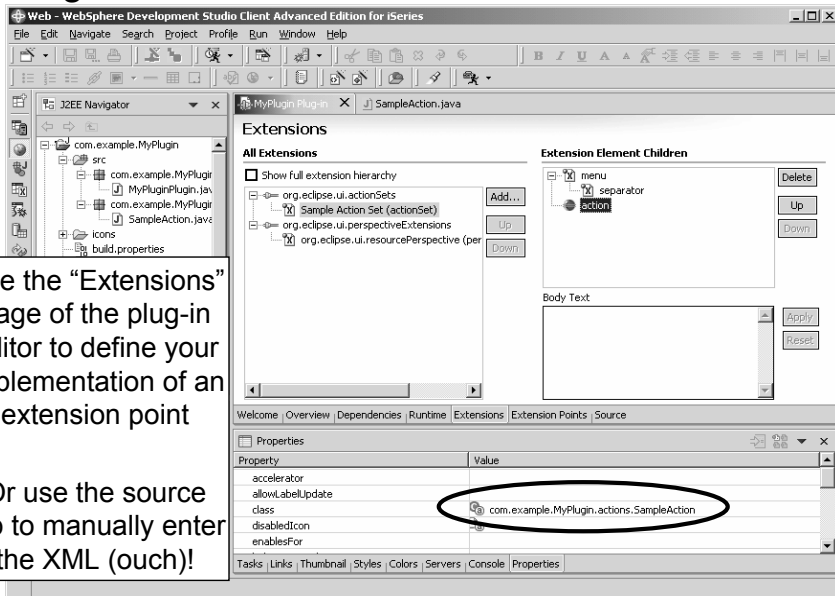 Web - WebSphere Development Studio Client Advanced Edition for iSeries
File Edit Navigate Search Project Profile Run Window Help
J2EE Navigator
MyPlugin Plug-in
SampleAction.java
com.example.MyPlugin
src
com.example.MyPlugir
MyPluginPlugin.jav
com.example.MyPlugir
SampleAction.java
icons
build.properties
Extensions
All Extensions
Show full extension hierarchy
org.eclipse.ui.actionSets
Sample Action Set (actionSet)
org.eclipse.ui.perspectiveExtensions
org.eclipse.ui.resourcePerspective (per
Add...
Up
Down
Extension Element Children
menu
separator
action
Delete
Up
Down
Body Text
Apply
Reset
Welcome Overview Dependencies Runtime Extensions Extension Points Source
e the “Extensions”
age of the plug-in
litor to define your
plementation of an
extension point
Or use the source
o to manually enter
the XML (ouch)!
Properties
Property Value
accelerator
allowLabelUpdate
class com.example.MyPlugin.actions.SampleAction
disabledIcon
enablesFor
Tasks Links Thumbnail Styles Colors Servers Console Properties